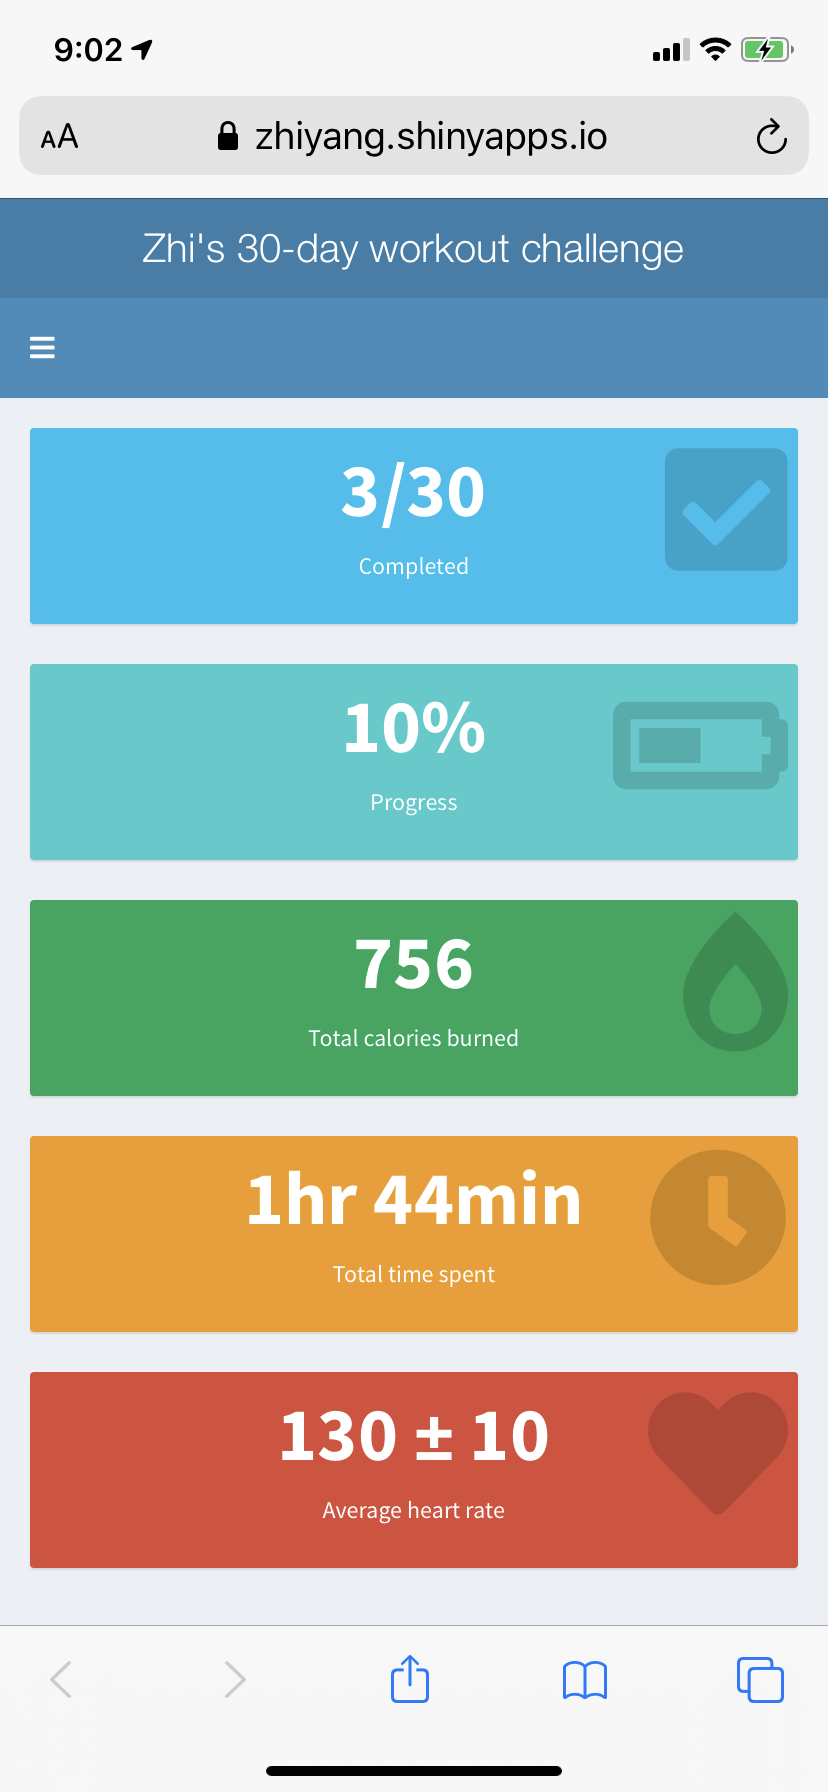 9:02
AA zhiyang.shinyapps.io
Zhi's 30-day workout challenge
3/30
Completed
10%
Progress
756
Total calories burned
1hr 44min
Total time spent
130 ± 10
Average heart rate